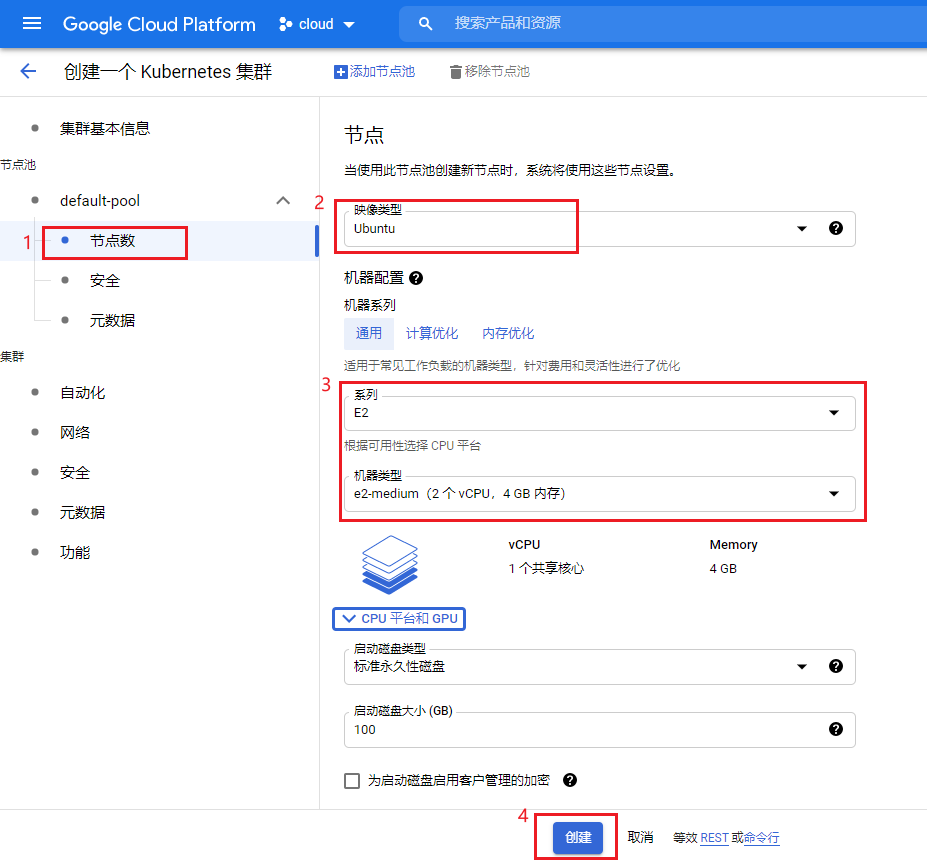 Google Cloud Platform cloud 搜索产品和资源
创建一个 Kubernetes 集群 添加节点池 移除节点池
集群基本信息
节点池
default-pool
1 节点数
安全
元数据
集群
自动化
网络
安全
元数据
功能
节点
当使用此节点池创建新节点时，系统将使用这些节点设置。
2 映像类型
Ubuntu
机器配置
机器系列
通用 计算优化 内存优化
适用于常见工作负载的机器类型，针对费用和灵活性进行了优化
3 系列
E2
根据可用性选择 CPU 平台
机器类型
e2-medium（2 个 vCPU，4 GB 内存）
vCPU Memory
1 个共享核心 4 GB
CPU 平台和 GPU
启动磁盘类型
标准永久性磁盘
启动磁盘大小 (GB)
100
为启动磁盘启用客户管理的加密
4 创建 取消 等效 REST 或命令行